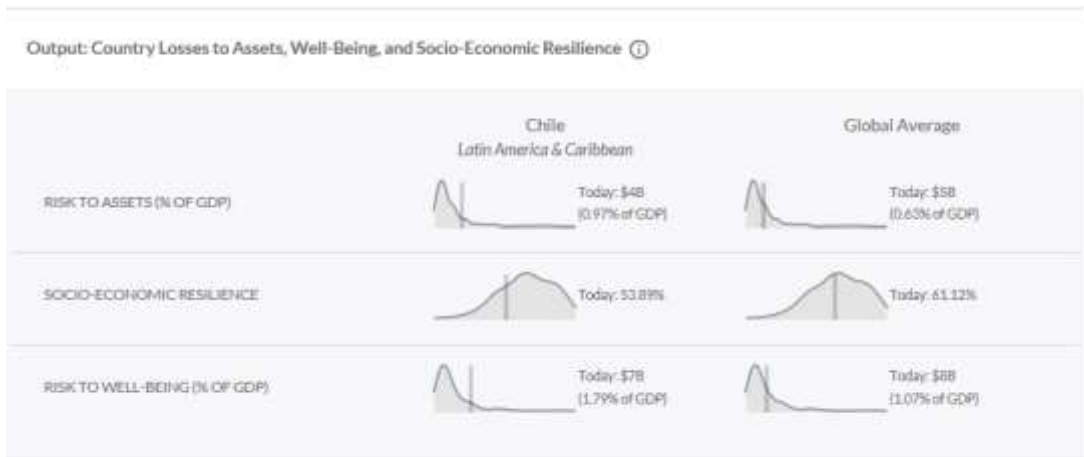 Output: Country Losses to Assets, Well-Being, and Socio-Economic Resilience
Chile
Latin America & Caribbean
Global Average
RISK TO ASSETS (% OF GDP)
Today: $4B
(0.97% of GDP)
Today: $5B
(0.63% of GDP)
SOCIO-ECONOMIC RESILIENCE
Today: 53.89%
Today: 61.12%
RISK TO WELL-BEING (% OF GDP)
Today: $7B
(1.79% of GDP)
Today: $8B
(1.07% of GDP)